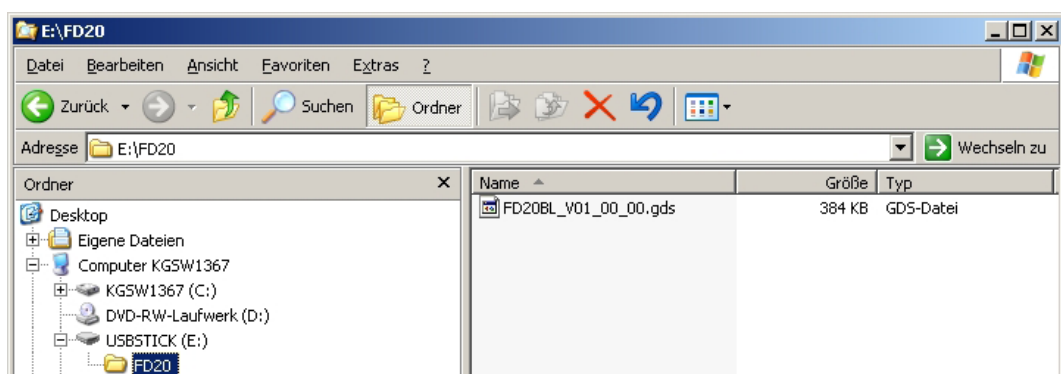 E:\FD20
Datei Bearbeiten Ansicht Favoriten Extras ?
Zurück Suchen Ordner
Adresse E:\FD20 Wechseln zu
Ordner x Name Größe Typ
Desktop FD20BL_V01_00_00.gds 384 KB GDS-Datei
Eigene Dateien
Computer KGSW1367
KGSW1367 (C:)
DVD-RW-Laufwerk (D:)
USBSTICK (E:)
FD20